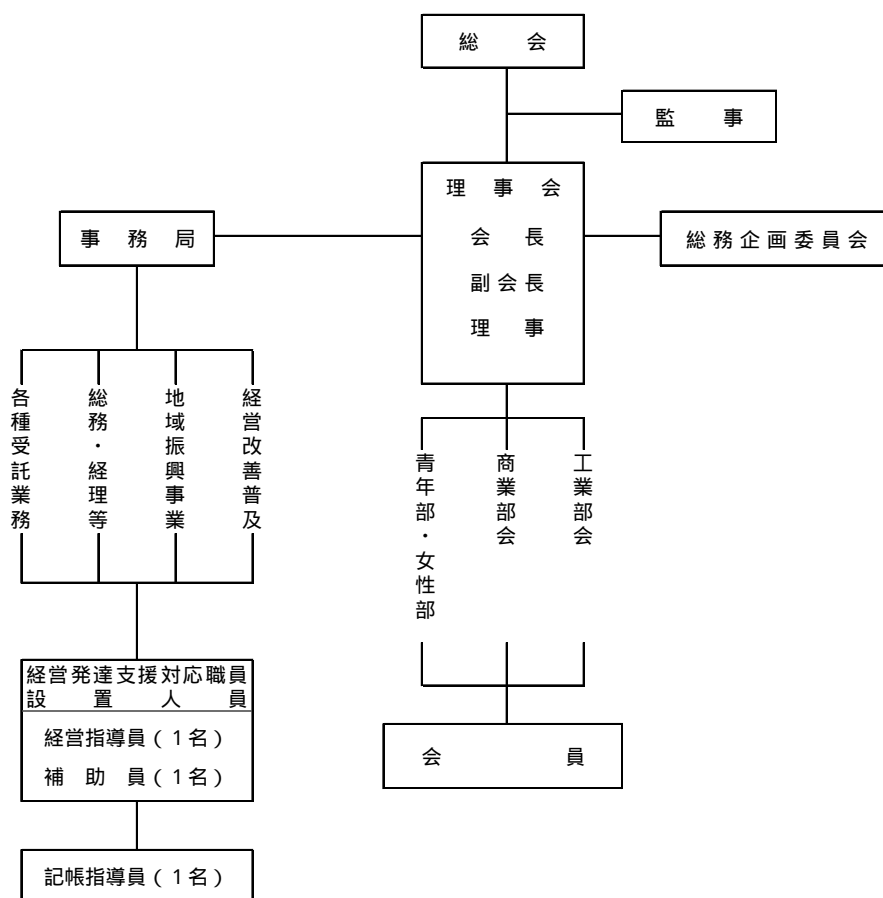 総会
監事
理事会
会長
副会長
理事
事務局
総務企画委員会
各種受託業務
総務・経理等
地域振興事業
経営改善普及
青年部・女性部
商業部会
工業部会
経営発達支援対応職員
設置人員
経営指導員(1名)
補助員(1名)
会員
記帳指導員(1名)